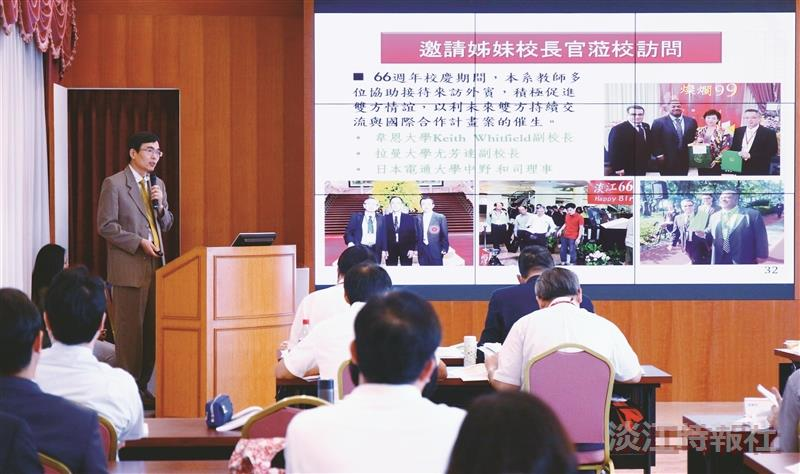 邀請姊妹校長官蒞校訪問
■ 66週年校慶期間，本系教師多
位協助接待來訪外賓，積極促進
雙方情誼，以利未來雙方持續交
流與國際合作計畫案的催生。
• 韋恩大學Keith Whitfield副校長
• 拉曼大學尤芳達副校長
• 日本電通大學中野和司理事
燦爛99
淡江66
Happy Bir
32
淡江時報社